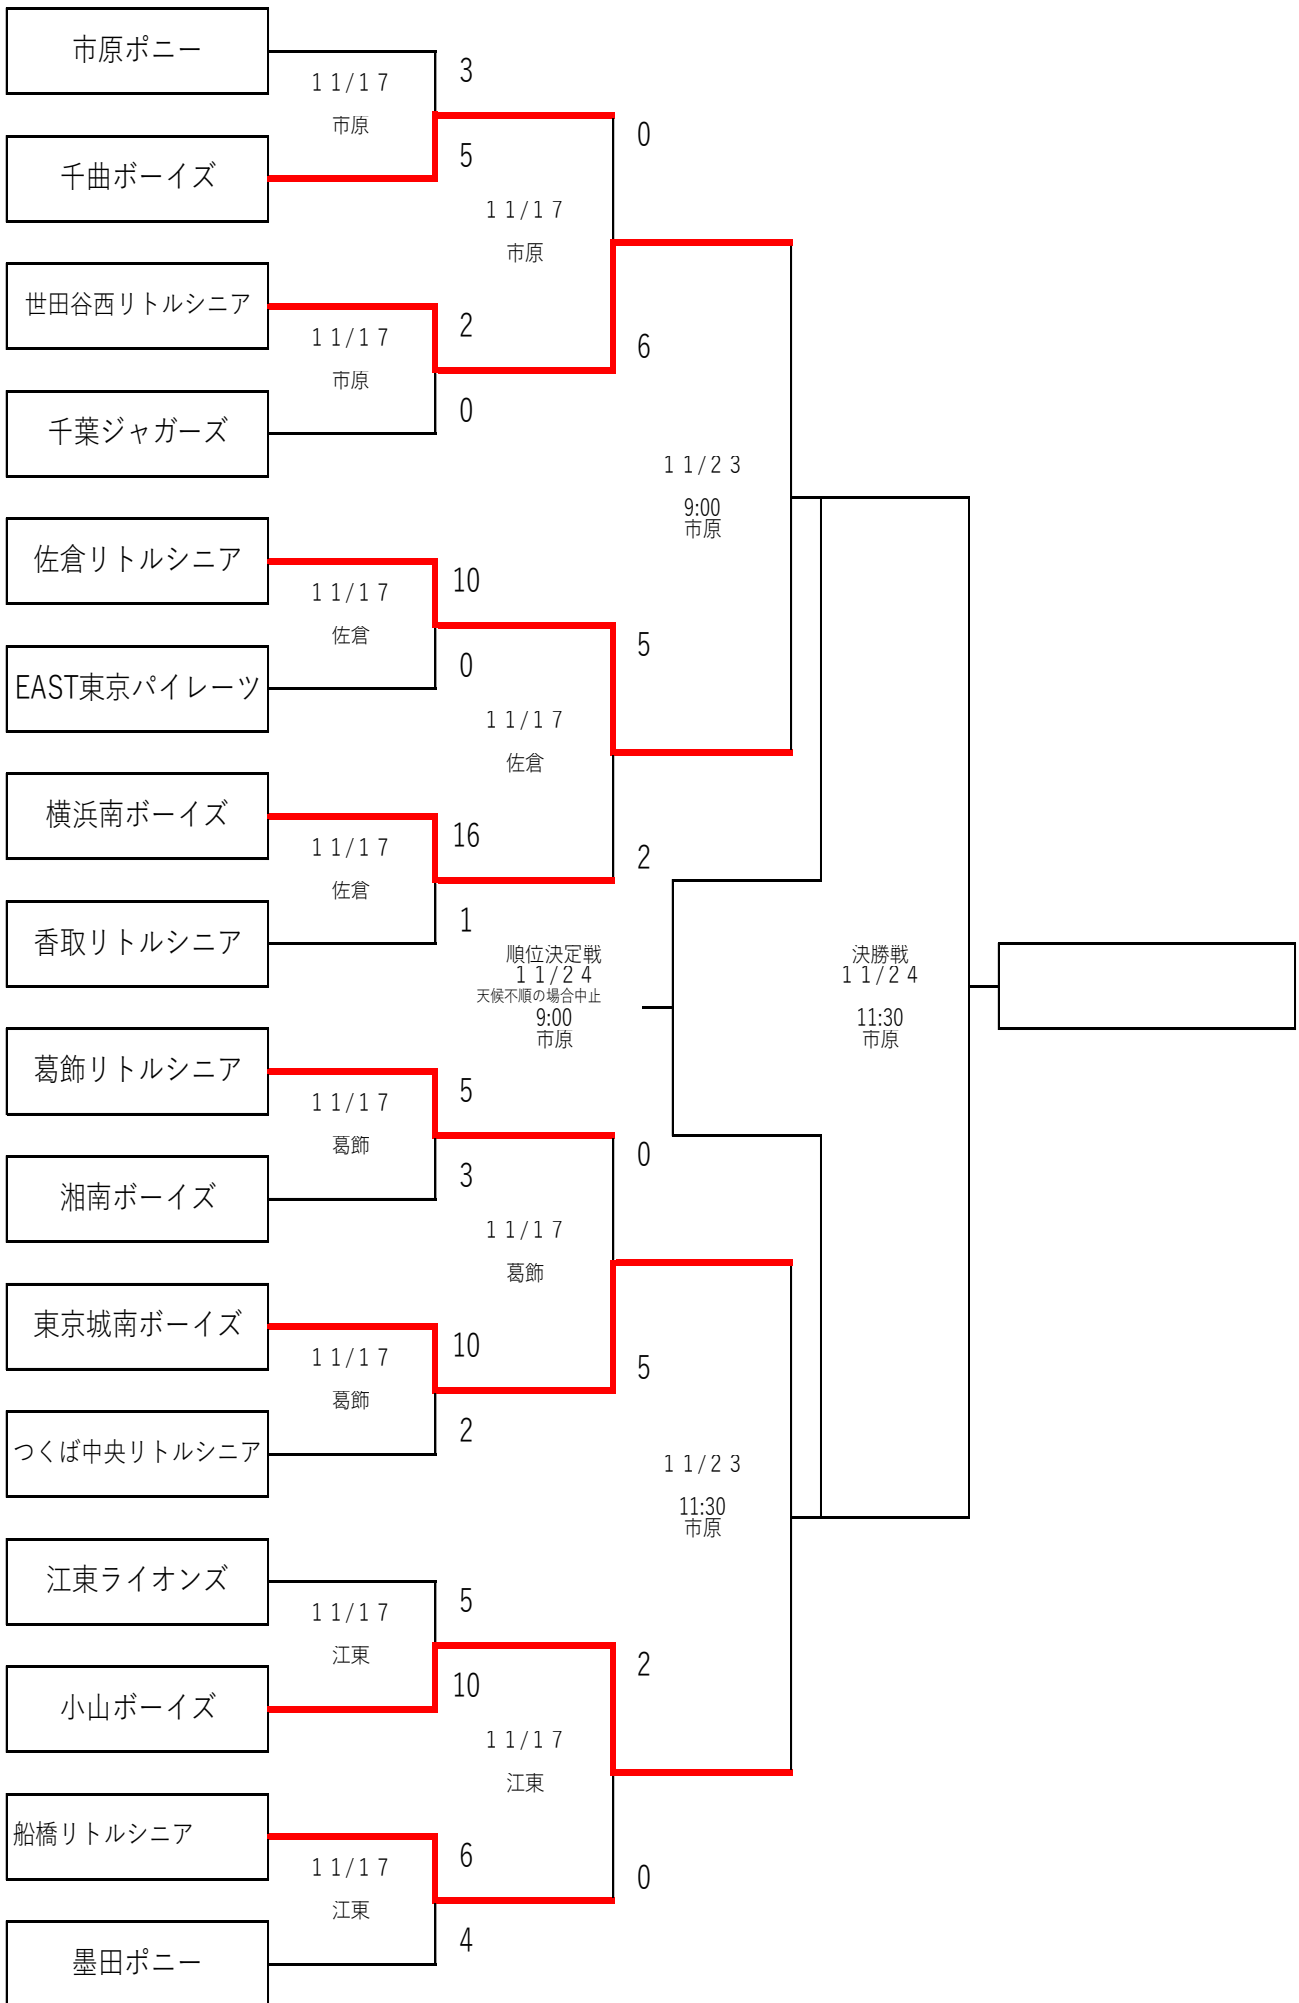 市原ポニー
3
１１/１７
市原
0
5
千曲ボーイズ
１１/１７
市原
世田谷西リトルシニア
2
１１/１７
6
市原
0
千葉ジャガーズ
１１/２３
9:00
市原
佐倉リトルシニア
10
１１/１７
佐倉
5
0
EAST東京パイレーツ
１１/１７
佐倉
横浜南ボーイズ
16
１１/１７
2
佐倉
1
香取リトルシニア
順位決定戦
１１/２４
天候不順の場合中止
9:00
市原
決勝戦
１１/２４
11:30
市原
葛飾リトルシニア
5
１１/１７
葛飾
0
3
湘南ボーイズ
１１/１７
葛飾
東京城南ボーイズ
10
１１/１７
5
葛飾
2
つくば中央リトルシニア
１１/２３
11:30
市原
江東ライオンズ
5
１１/１７
江東
2
10
小山ボーイズ
１１/１７
江東
船橋リトルシニア
6
１１/１７
0
江東
4
墨田ポニー